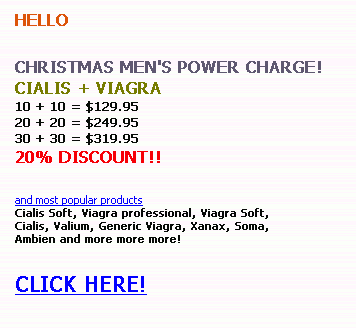 HELLO
CHRISTMAS MEN'S POWER CHARGE!
CIALIS + VIAGRA
10 + 10 = $129.95
20 + 20 = $249.95
30 + 30 = $319.95
20% DISCOUNT!!
and most popular products
Cialis Soft, Viagra professional, Viagra Soft,
Cialis, Valium, Generic Viagra, Xanax, Soma,
Ambien and more more more!
CLICK HERE!